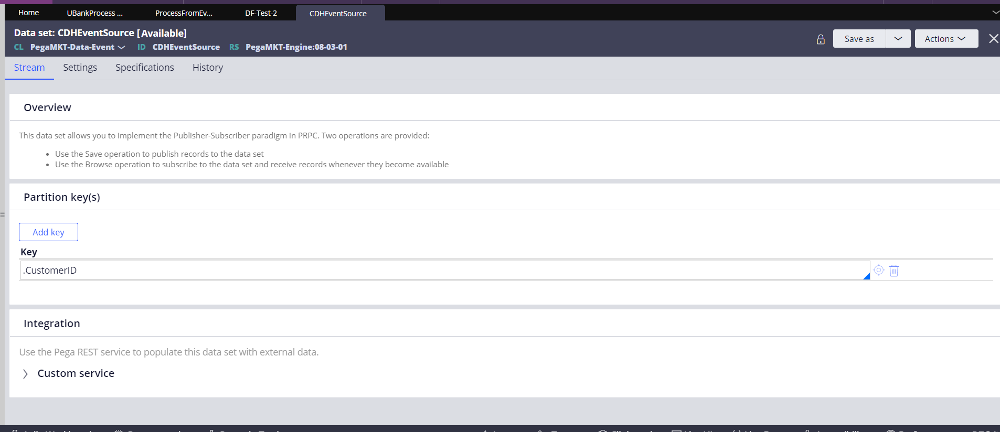 Home UBankProcess ... ProcessFromEv... DF-Test-2 CDHEventSource
Data set: CDHEventSource [Available]
CL PegaMKT-Data-Event ID CDHEventSource RS PegaMKT-Engine:08-03-01
Save as Actions
Stream Settings Specifications History
Overview
This data set allows you to implement the Publisher-Subscriber paradigm in PRPC. Two operations are provided:
• Use the Save operation to publish records to the data set
• Use the Browse operation to subscribe to the data set and receive records whenever they become available
Partition key(s)
Add key
Key
.CustomerID
Integration
Use the Pega REST service to populate this data set with external data.
Custom service